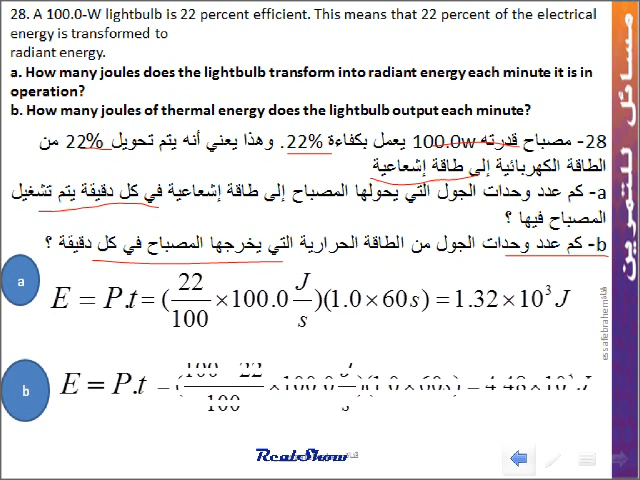 28. A 100.0-W lightbulb is 22 percent efficient. This means that 22 percent of the electrical
energy is transformed to
radiant energy.
a. How many joules does the lightbulb transform into radiant energy each minute it is in
operation?
b. How many joules of thermal energy does the lightbulb output each minute?
28- مصباح قدرته 100.0w يعمل بكفاءة 22%. وهذا يعني أنه يتم تحويل 22% من
الطاقة الكهربائية إلى طاقة إشعاعية
a- كم عدد وحدات الجول التي يحولها المصباح إلى طاقة إشعاعية في كل دقيقة يتم تشغيل
المصباح فيها ؟
b- كم عدد وحدات الجول من الطاقة الحرارية التي يخرجها المصباح في كل دقيقة ؟
a E = P.t = (22/100 × 100.0 J/s)(1.0 × 60s) = 1.32 × 10³ J
b E = P.t =
مسائل للتمرين
قناة essafebrahem
RealShow